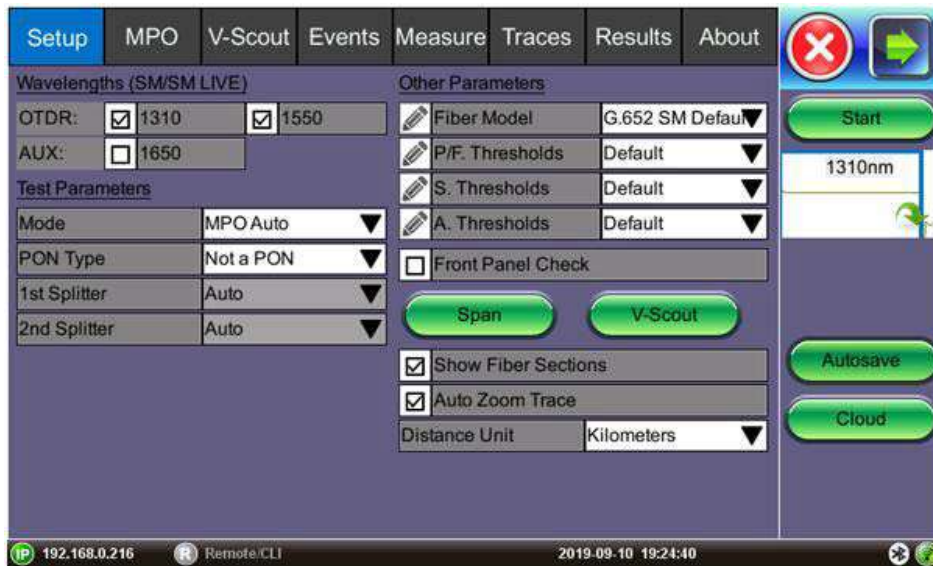 Setup MPO V-Scout Events Measure Traces Results About
Wavelengths (SM/SM LIVE)
OTDR: 1310 1550
AUX: 1650
Test Parameters
Mode MPO Auto
PON Type Not a PON
1st Splitter Auto
2nd Splitter Auto
Other Parameters
Fiber Model G.652 SM Defaul
P/F. Thresholds Default
S. Thresholds Default
A. Thresholds Default
Front Panel Check
Span V-Scout
Show Fiber Sections
Auto Zoom Trace
Distance Unit Kilometers
Start
1310nm
Autosave
Cloud
IP 192.168.0.216 R Remote/CLI 2019-09-10 19:24:40